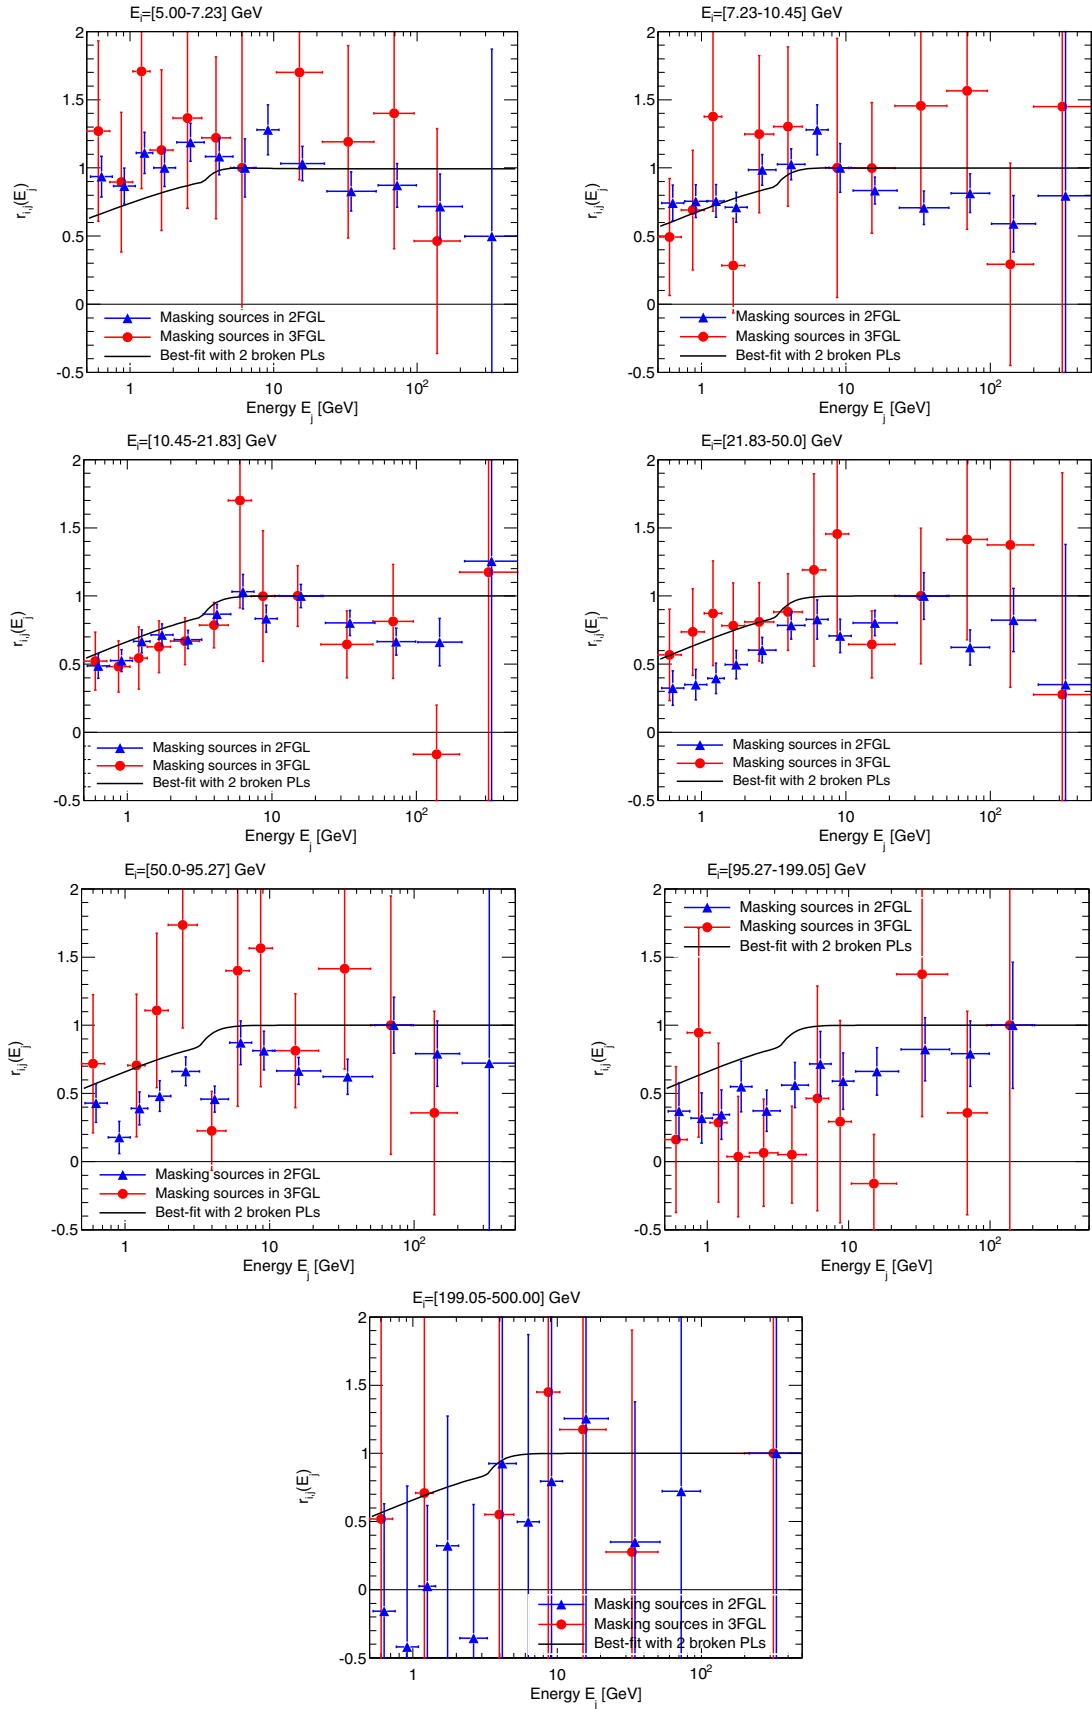 E_i=[5.00-7.23] GeV
2
1.5
1
0.5
0
-0.5
r_{i,j}(E_j)
Masking sources in 2FGL
Masking sources in 3FGL
Best-fit with 2 broken PLs
1 10 10^2
Energy E_j [GeV]
E_i=[7.23-10.45] GeV
2
1.5
1
0.5
0
-0.5
r_{i,j}(E_j)
Masking sources in 2FGL
Masking sources in 3FGL
Best-fit with 2 broken PLs
1 10 10^2
Energy E_j [GeV]
E_i=[10.45-21.83] GeV
2
1.5
1
0.5
0
-0.5
r_{i,j}(E_j)
Masking sources in 2FGL
Masking sources in 3FGL
Best-fit with 2 broken PLs
1 10 10^2
Energy E_j [GeV]
E_i=[21.83-50.0] GeV
2
1.5
1
0.5
0
-0.5
r_{i,j}(E_j)
Masking sources in 2FGL
Masking sources in 3FGL
Best-fit with 2 broken PLs
1 10 10^2
Energy E_j [GeV]
E_i=[50.0-95.27] GeV
2
1.5
1
0.5
0
-0.5
r_{i,j}(E_j)
Masking sources in 2FGL
Masking sources in 3FGL
Best-fit with 2 broken PLs
1 10 10^2
Energy E_j [GeV]
E_i=[95.27-199.05] GeV
2
1.5
1
0.5
0
-0.5
r_{i,j}(E_j)
Masking sources in 2FGL
Masking sources in 3FGL
Best-fit with 2 broken PLs
1 10 10^2
Energy E_j [GeV]
E_i=[199.05-500.00] GeV
2
1.5
1
0.5
0
-0.5
r_{i,j}(E_j)
Masking sources in 2FGL
Masking sources in 3FGL
Best-fit with 2 broken PLs
1 10 10^2
Energy E_j [GeV]